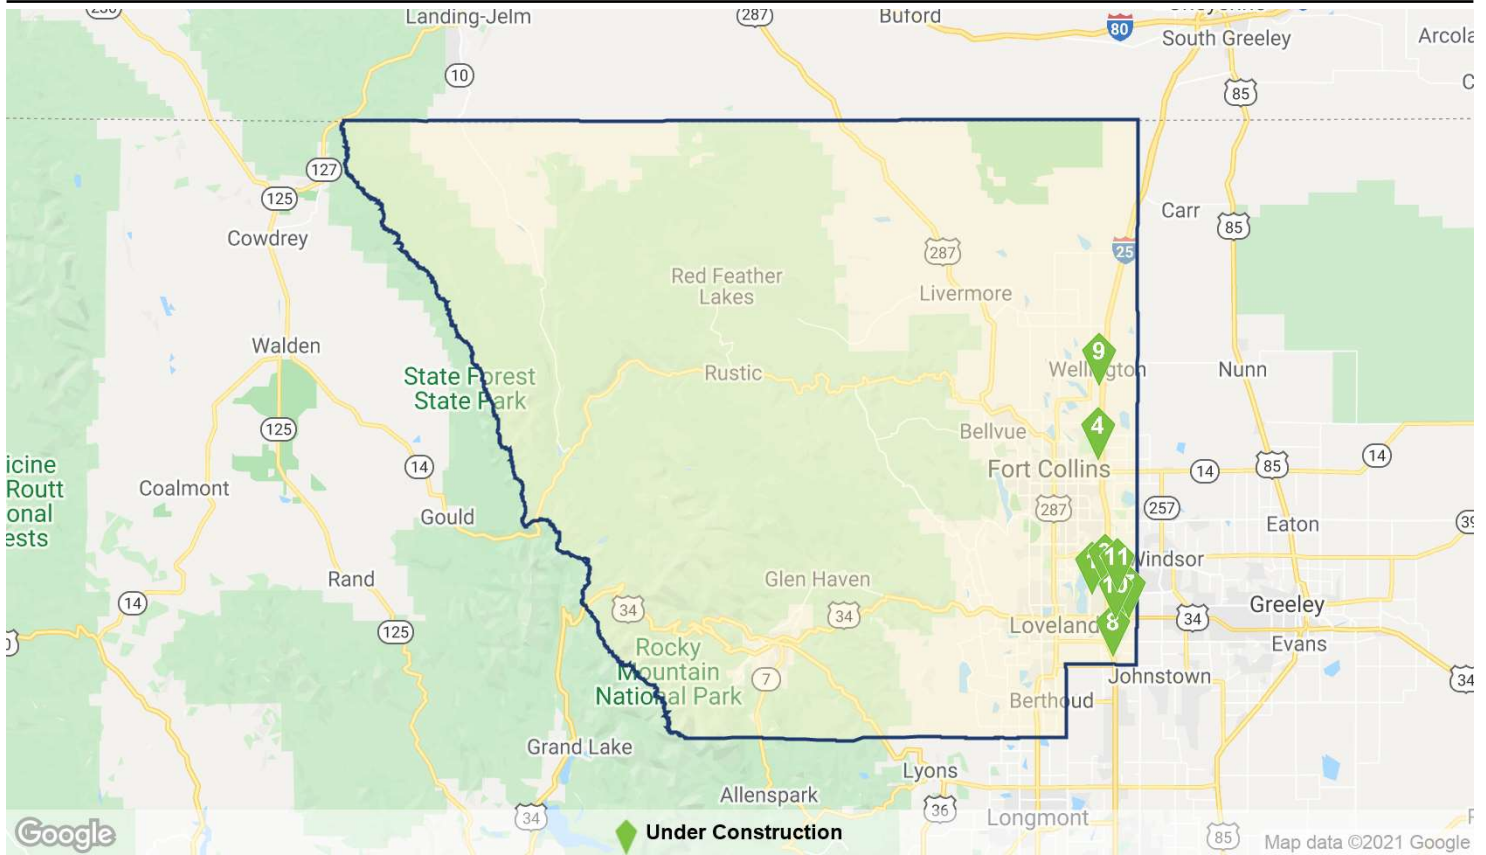 Landing-Jelm
287
Buford
80
South Greeley
Arcola
10
85
127
125
Cowdrey
Carr
85
287
25
Red Feather
Lakes
Livermore
Walden
9
Wellington
Nunn
State Forest
State Park
Rustic
125
4
Bellvue
14
Fort Collins
14
85
14
Coalmont
287
257
Gould
Eaton
11
Windsor
Rand
Glen Haven
10
14
34
34
Greeley
34
125
Loveland
8
Evans
Rocky
Mountain
National Park
7
Johnstown
34
Berthoud
Grand Lake
Lyons
Allenspark
36
34
Longmont
85
Google
Under Construction
Map data ©2021 Google